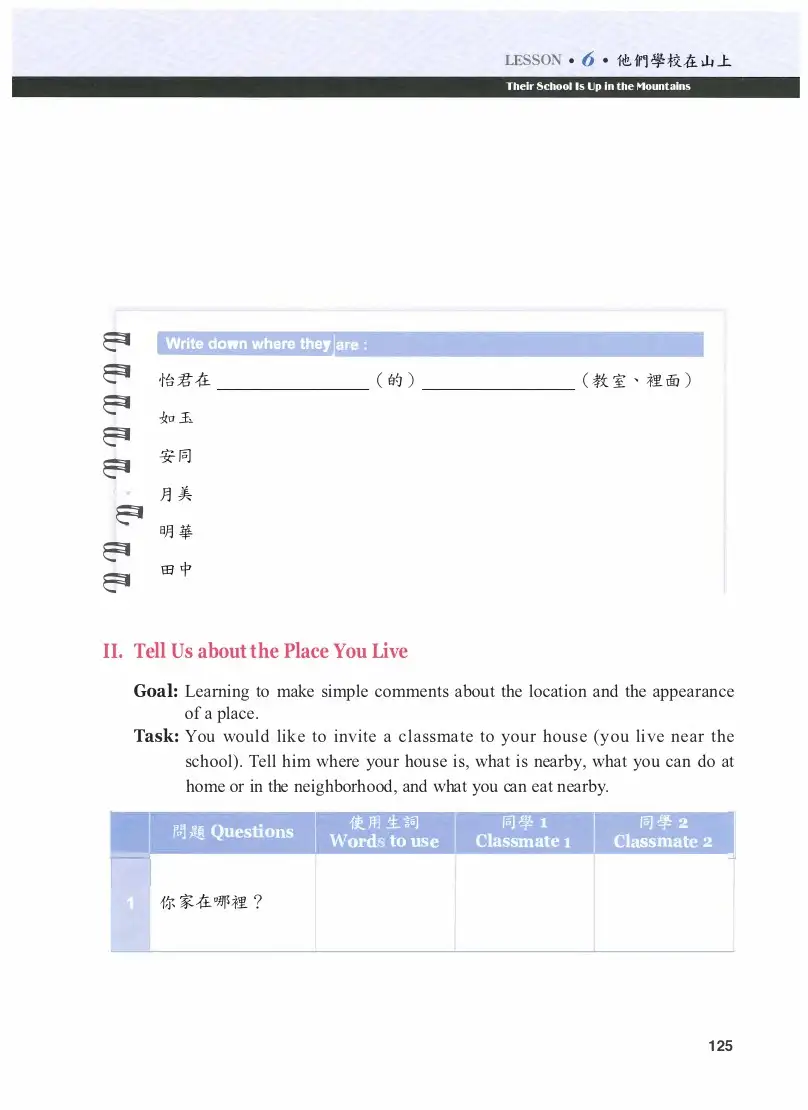 LESSON • 6 • 他們學校在山上
Their School Is Up in the Mountains
Write down where they are :
怡君在 ＿＿＿＿＿＿＿＿（的）＿＿＿＿＿＿＿＿（教室、裡面）
如玉
安同
月美
明華
田中
II. Tell Us about the Place You Live
Goal: Learning to make simple comments about the location and the appearance
of a place.
Task: You would like to invite a classmate to your house (you live near the
school). Tell him where your house is, what is nearby, what you can do at
home or in the neighborhood, and what you can eat nearby.
問題 Questions
使用生詞
Words to use
同學 1
Classmate 1
同學 2
Classmate 2
1 你家在哪裡？
125